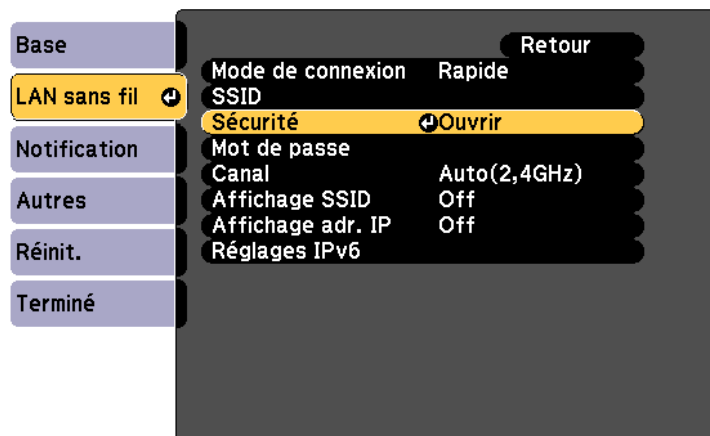 Base
LAN sans fil
Notification
Autres
Réinit.
Terminé
Retour
Mode de connexion Rapide
SSID
Sécurité Ouvrir
Mot de passe
Canal Auto(2,4GHz)
Affichage SSID Off
Affichage adr. IP Off
Réglages IPv6